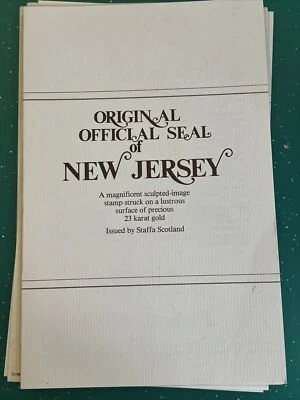 ORIGINAL
OFFICIAL SEAL
of
NEW JERSEY
A magnificent sculpted-image
stamp struck on a lustrous
surface of precious
23 karat gold
Issued by Staffa Scotland